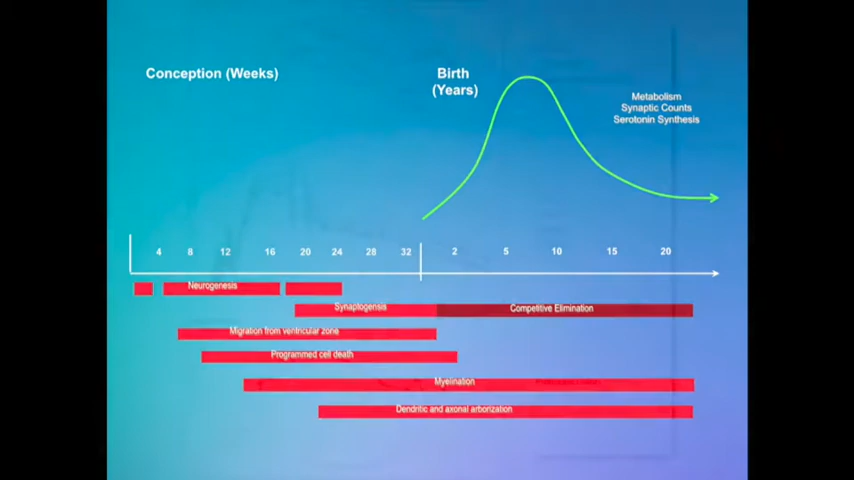 Conception (Weeks)
Birth
(Years)
Metabolism
Synaptic Counts
Serotonin Synthesis
4 8 12 16 20 24 28 32 2 5 10 15 20
Neurogenesis
Synaptogensis
Competitive Elimination
Migration from ventricular zone
Programmed cell death
Myelination
Dendritic and axonal arborization